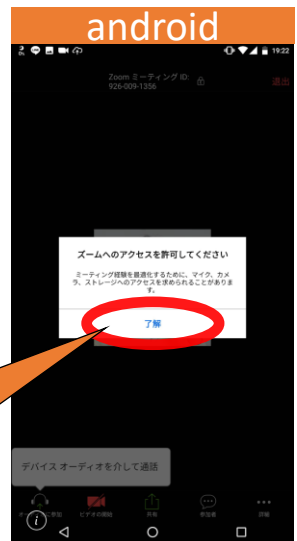 android
19:22
Zoom ミーティング ID:
926-009-1356
退出
ズームへのアクセスを許可してください
ミーティング経験を最適化するために、マイク、カメ
ラ、ストレージへのアクセスを求められることがありま
す。
了解
デバイス オーディオを介して通話
ビデオの開始
共有
参加者
詳細